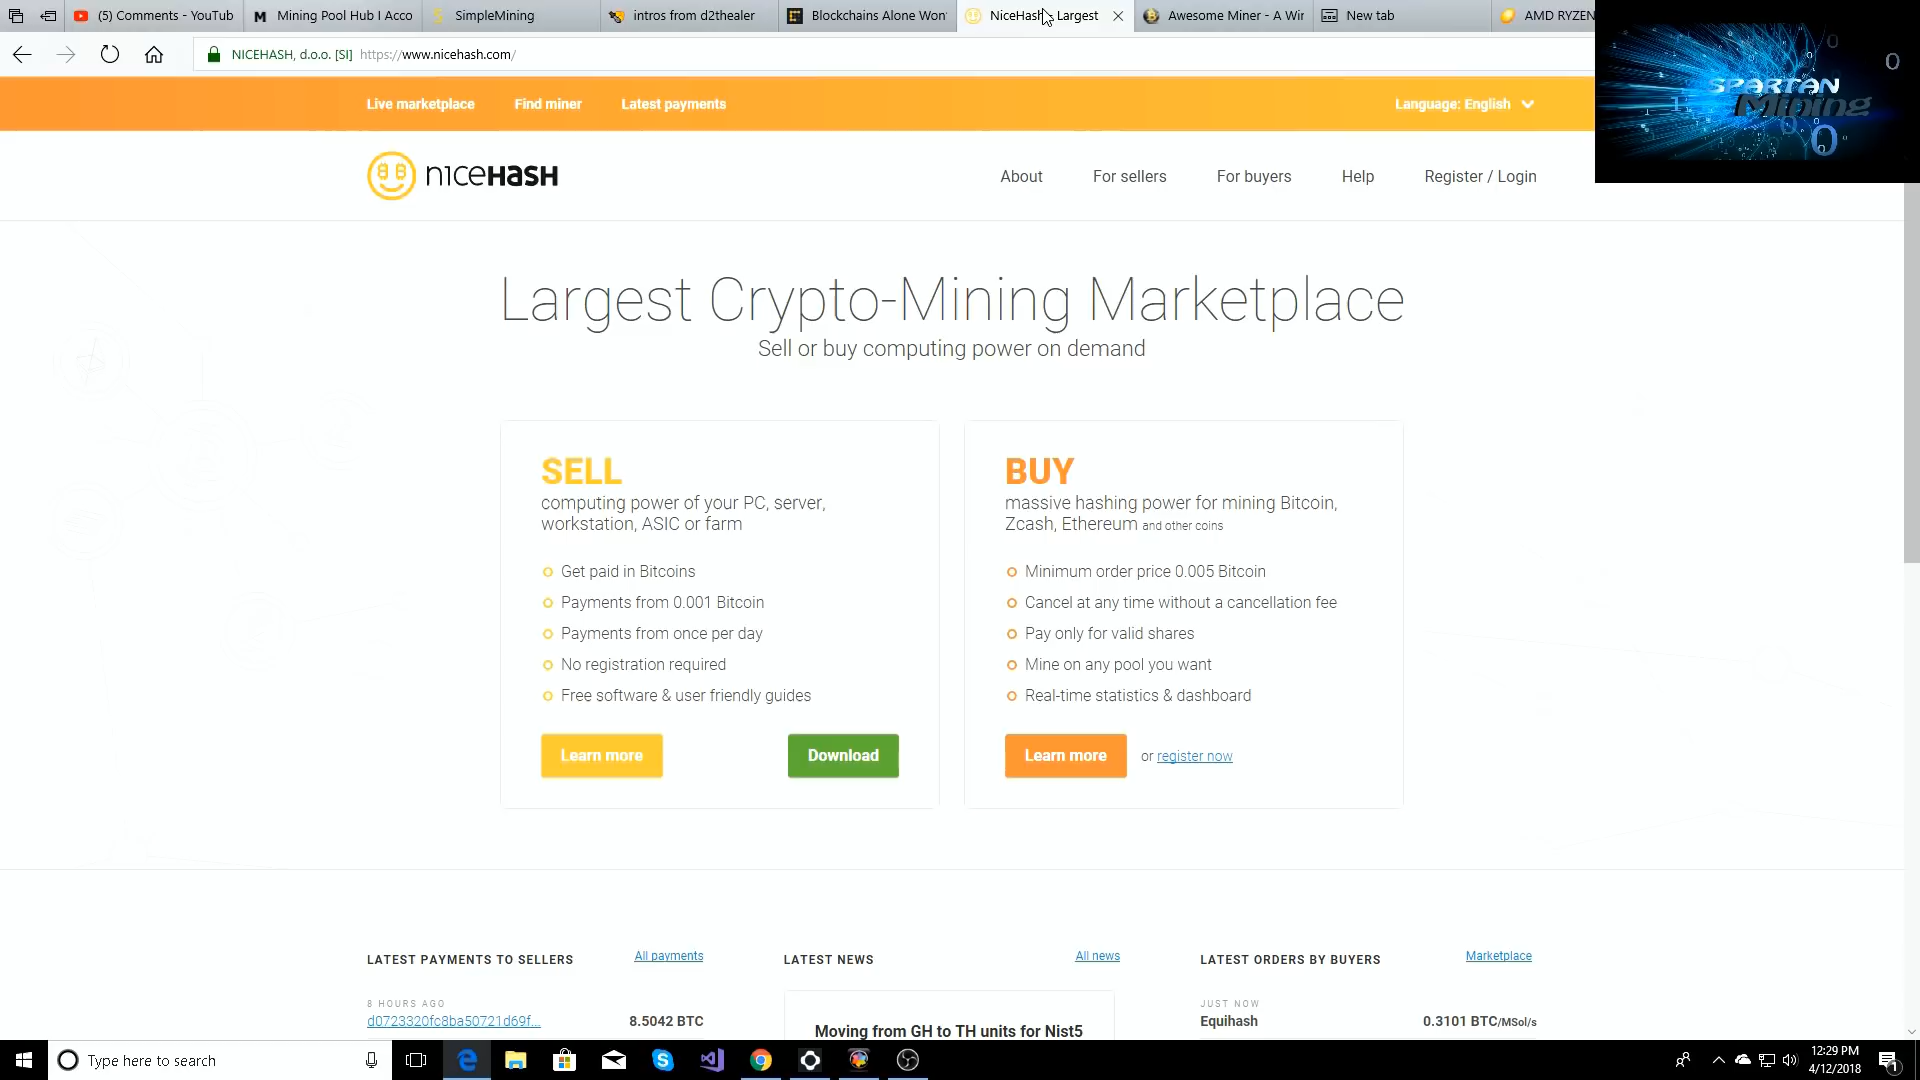 (5) Comments - YouTub
Mining Pool Hub I Acco
SimpleMining
intros from d2thealer
Blockchains Alone Won'
NiceHash - Largest
Awesome Miner - A Wir
New tab
AMD RYZEN
NICEHASH, d.o.o. [SI] https://www.nicehash.com/
SPARTAN
Mining
Live marketplace
Find miner
Latest payments
Language: English
nicehash
About
For sellers
For buyers
Help
Register / Login
Largest Crypto-Mining Marketplace
Sell or buy computing power on demand
SELL
computing power of your PC, server,
workstation, ASIC or farm
Get paid in Bitcoins
Payments from 0.001 Bitcoin
Payments from once per day
No registration required
Free software & user friendly guides
Learn more
Download
BUY
massive hashing power for mining Bitcoin,
Zcash, Ethereum and other coins
Minimum order price 0.005 Bitcoin
Cancel at any time without a cancellation fee
Pay only for valid shares
Mine on any pool you want
Real-time statistics & dashboard
Learn more
or register now
LATEST PAYMENTS TO SELLERS
All payments
8 HOURS AGO
d0723320fc8ba50721d69f...
8.5042 BTC
LATEST NEWS
All news
Moving from GH to TH units for Nist5
LATEST ORDERS BY BUYERS
Marketplace
JUST NOW
Equihash
0.3101 BTC/MSol/s
Type here to search
12:29 PM
4/12/2018